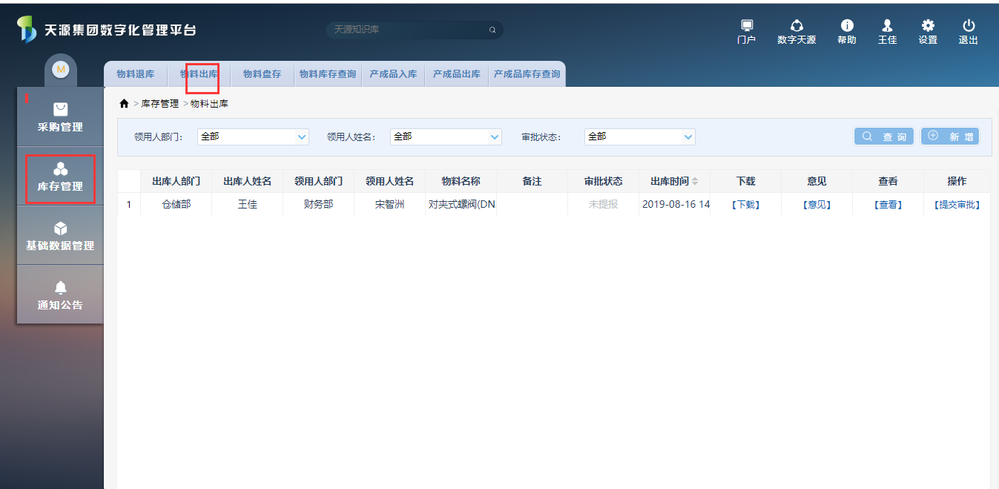 天源集团数字化管理平台
天源知识库
门户 数字天源 帮助 王佳 设置 退出
M
物料退库 物料出库 物料盘存 物料库存查询 产成品入库 产成品出库 产成品库存查询
> 库存管理 > 物料出库
采购管理
库存管理
基础数据管理
通知公告
领用人部门： 全部 领用人姓名： 全部 审批状态： 全部 查 询 新 增
出库人部门 出库人姓名 领用人部门 领用人姓名 物料名称 备注 审批状态 出库时间 下载 意见 查看 操作
1 仓储部 王佳 财务部 宋智洲 对夹式螺阀(DN 未提报 2019-08-16 14 【下载】 【意见】 【查看】 【提交审批】